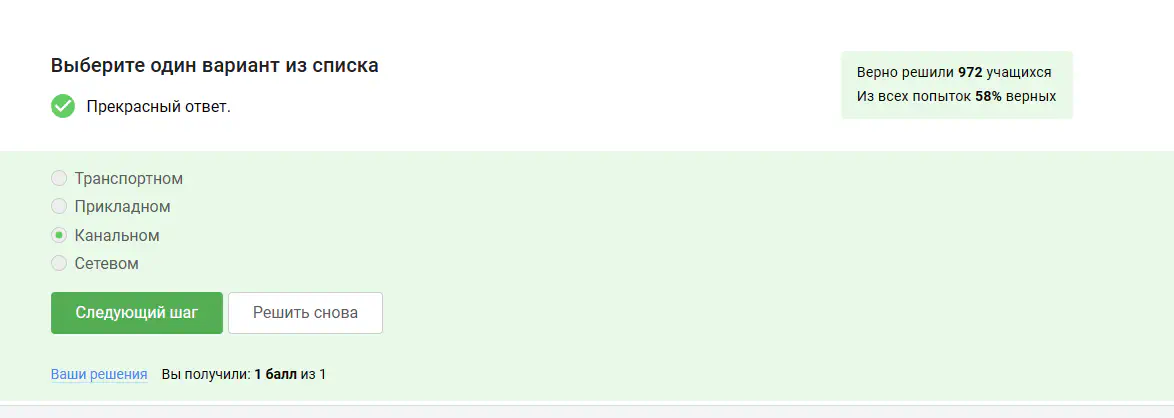 Выберите один вариант из списка
Прекрасный ответ.
Верно решили 972 учащихся
Из всех попыток 58% верных
Транспортном
Прикладном
Канальном
Сетевом
Следующий шаг
Решить снова
Ваши решения Вы получили: 1 балл из 1